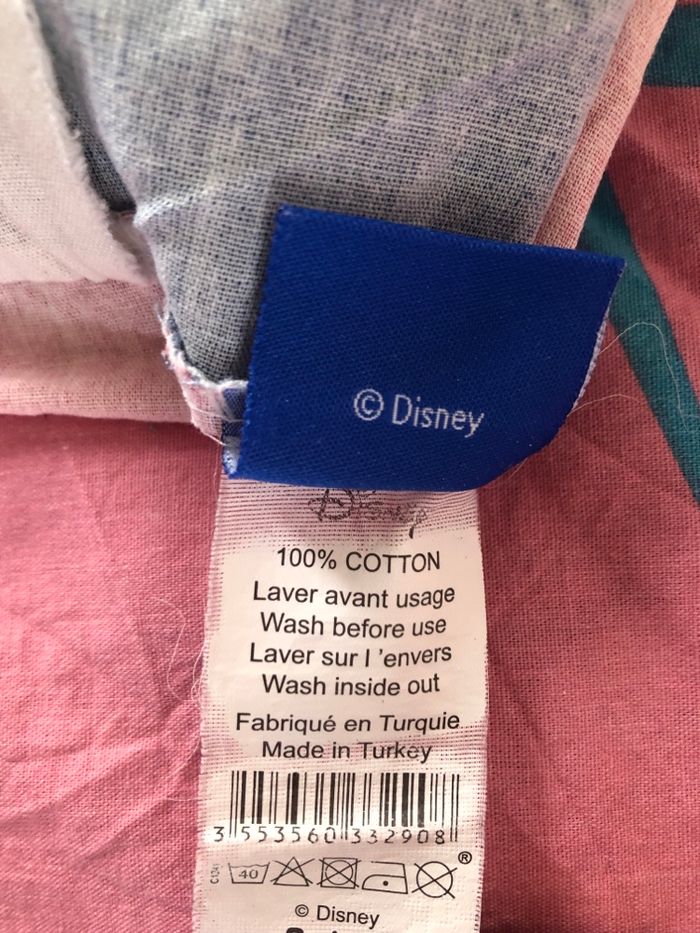 © Disney
Disney
100% COTTON
Laver avant usage
Wash before use
Laver sur l 'envers
Wash inside out
Fabriqué en Turquie
Made in Turkey
3 553560 332908
40
®
© Disney